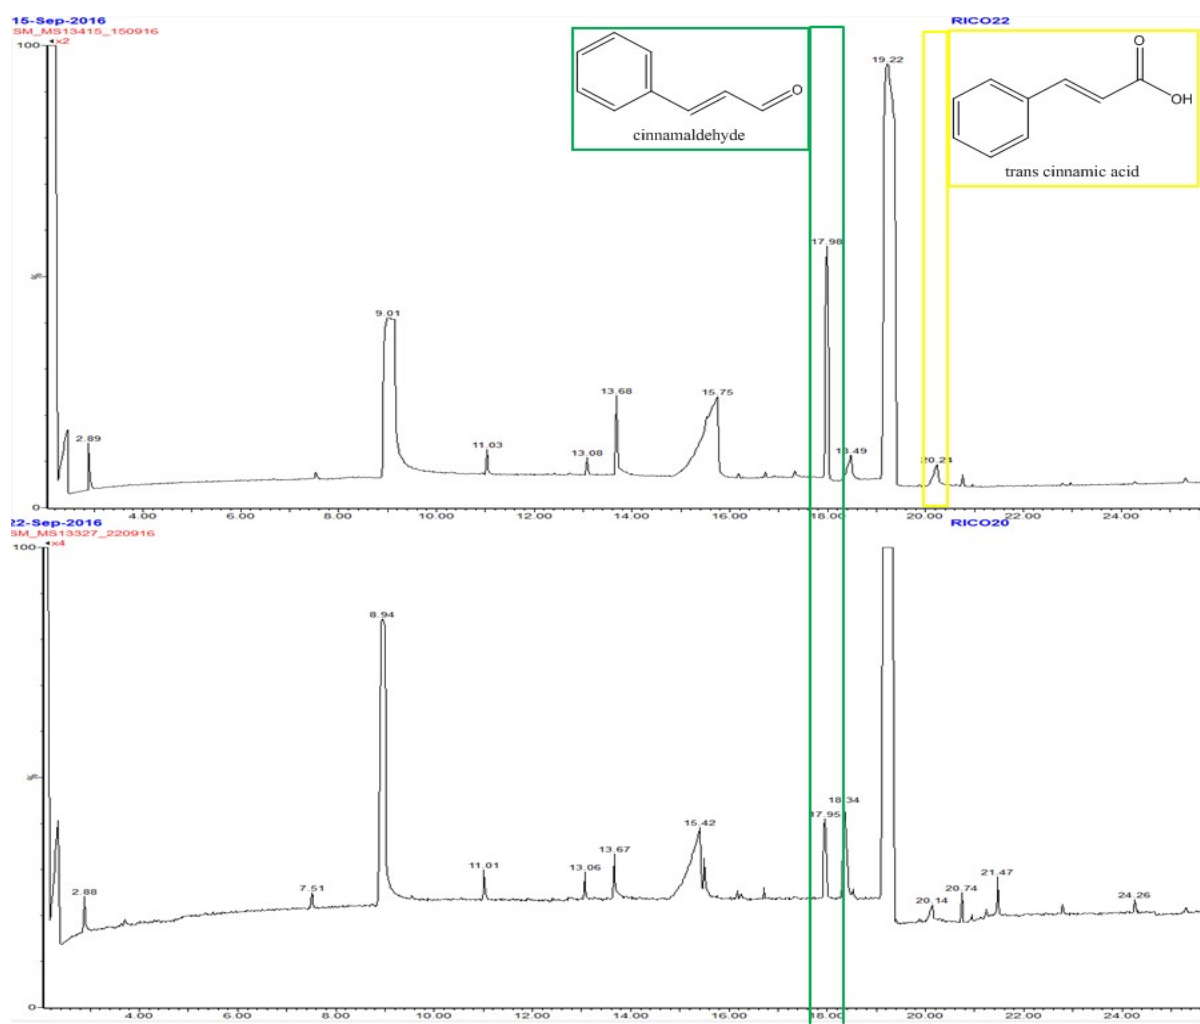 15-Sep-2016 RICO22
SM_MS13415_150916
100 x2
19.22
O
OH
O
cinnamaldehyde
trans cinnamic acid
17.98
%
9.01
13.68 15.75
2.89 11.03 13.08 18.49 20.21
0
4.00 6.00 8.00 10.00 12.00 14.00 16.00 18.00 20.00 22.00 24.00
22-Sep-2016 RICO20
SM_MS13327_220916
100 x4
8.94
%
15.42 17.95 18.34
13.67
2.88 7.51 11.01 13.06 20.14 20.74 21.47 24.26
0
4.00 6.00 8.00 10.00 12.00 14.00 16.00 18.00 20.00 22.00 24.00